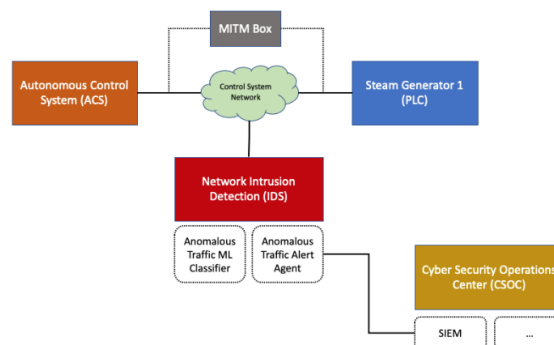 MITM Box
Autonomous Control
System (ACS)
Control System
Network
Steam Generator 1
(PLC)
Network Intrusion
Detection (IDS)
Anomalous
Traffic ML
Classifier
Anomalous
Traffic Alert
Agent
Cyber Security Operations
Center (CSOC)
SIEM
...